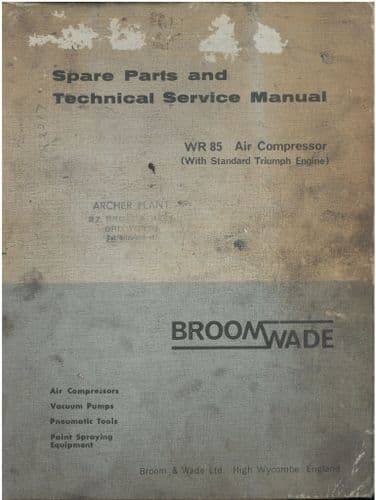 Spare Parts and
Technical Service Manual
WR 85 Air Compressor
(With Standard Triumph Engine)
ARCHER PLANT
BROOMWADE
Air Compressors
Vacuum Pumps
Pneumatic Tools
Paint Spraying
Equipment
Broom & Wade Ltd. High Wycombe England